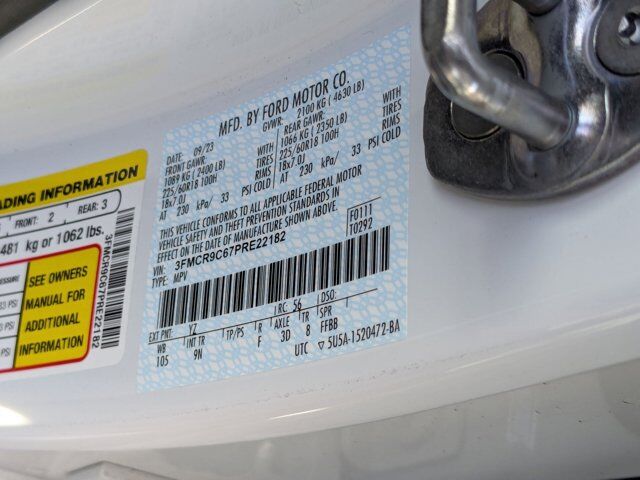 MFD. BY FORD MOTOR CO.
DATE: 09/23 GVWR: 2100 KG ( 4630 LB)
FRONT GAWR: REAR GAWR: WITH
1089 KG ( 2400 LB) WITH 1066 KG ( 2350 LB) TIRES
225/60R18 100H TIRES 225/60R18 100H RIMS
18x7.0J RIMS 18x7.0J
AT 230 kPa/ 33 PSI COLD AT 230 kPa/ 33 PSI COLD
THIS VEHICLE CONFORMS TO ALL APPLICABLE FEDERAL MOTOR
VEHICLE SAFETY AND THEFT PREVENTION STANDARDS IN
EFFECT ON THE DATE OF MANUFACTURE SHOWN ABOVE.
VIN: 3FMCR9C67PRE22182 F0111
TYPE: MPV T0292
EXT PNT: YZ RC: 56 DSO:
WB INT TR TP/PS R AXLE TR SPR
105 9N F 3D 8 FFBB
UTC ▽ 5U5A-1520472-BA
ADING INFORMATION
FRONT: 2 REAR: 3
481 kg or 1062 lbs.
PSI
PSI
PSI
SEE OWNERS
MANUAL FOR
ADDITIONAL
INFORMATION
3FMCR9C67PRE22182